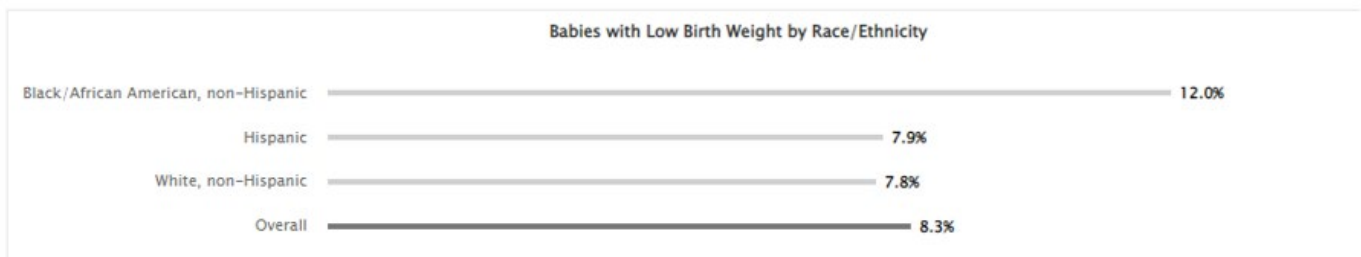 Babies with Low Birth Weight by Race/Ethnicity
Black/African American, non-Hispanic 12.0%
Hispanic 7.9%
White, non-Hispanic 7.8%
Overall 8.3%